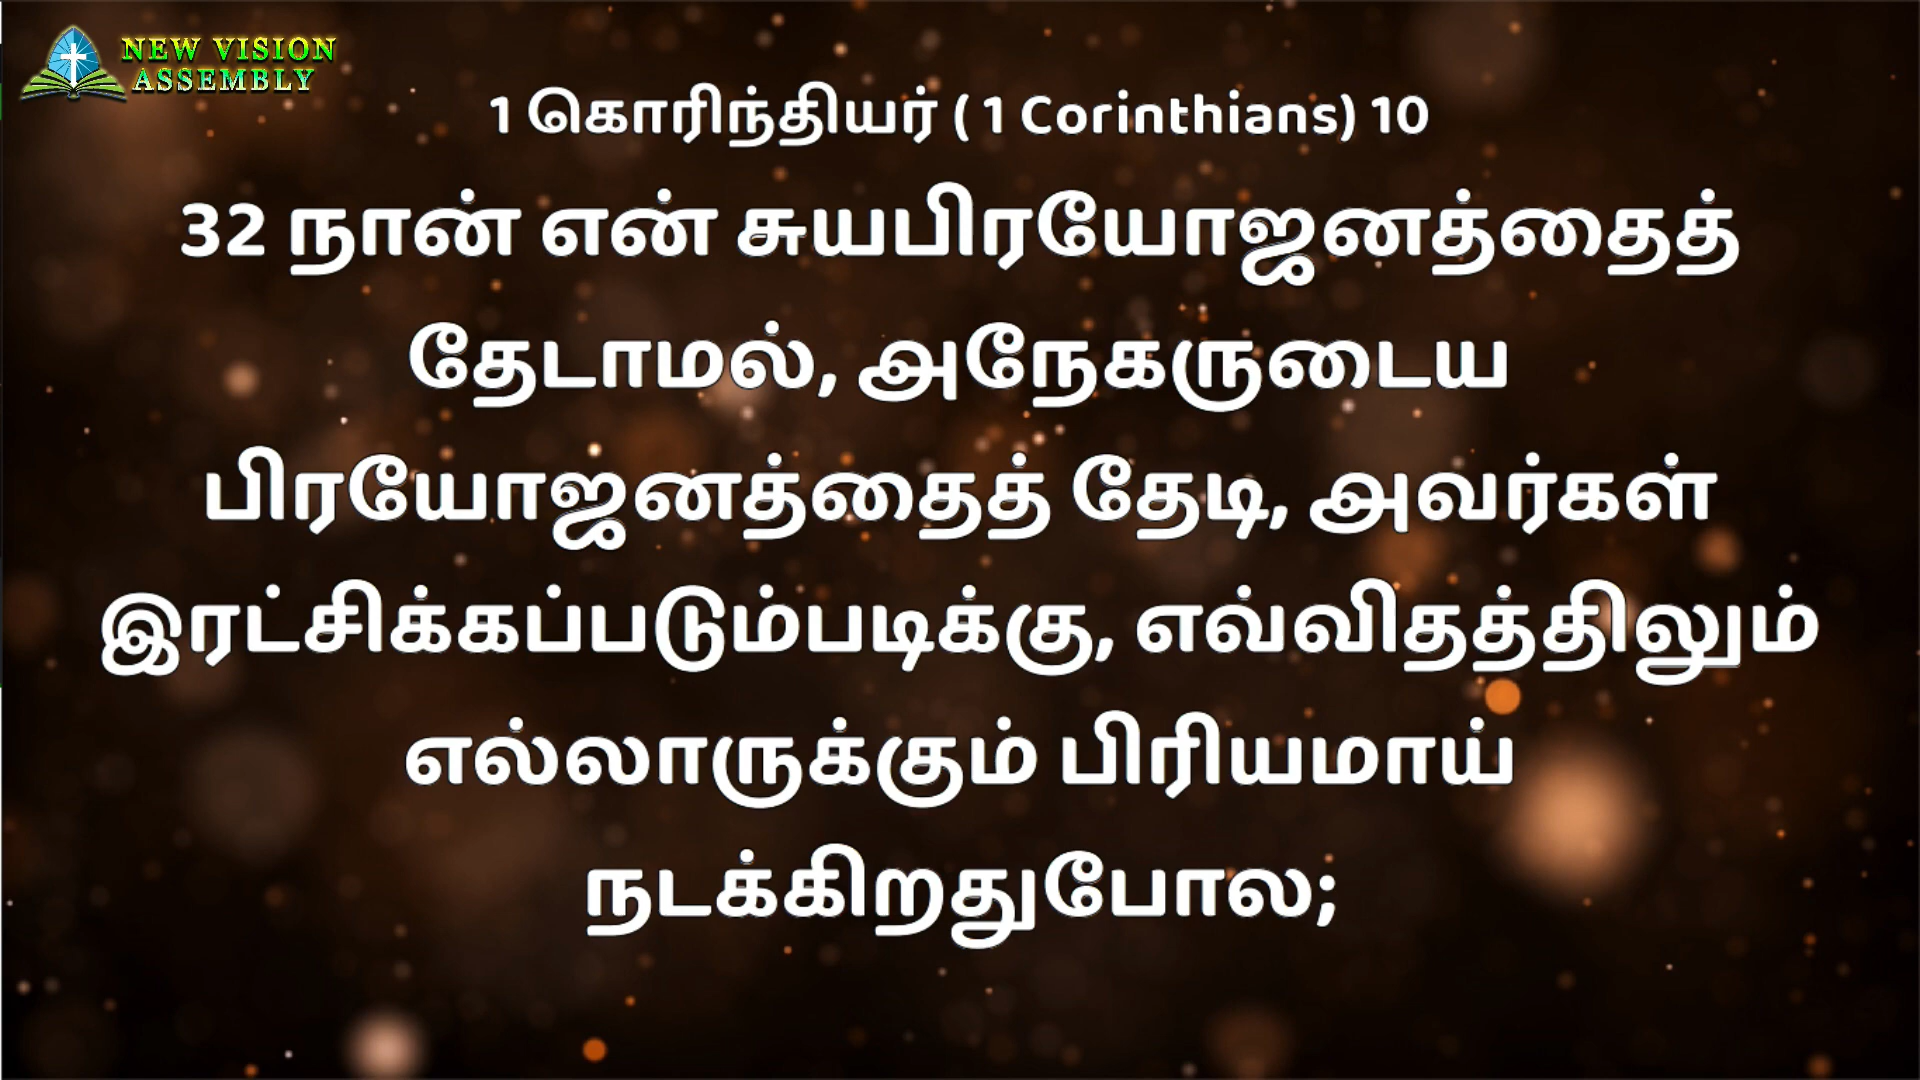 NEW VISION
ASSEMBLY
1 கொரிந்தியர் ( 1 Corinthians) 10
32 நான் என் சுயபிரயோஜனத்தைத்
தேடாமல், அநேகருடைய
பிரயோஜனத்தைத் தேடி, அவர்கள்
இரட்சிக்கப்படும்படிக்கு, எவ்விதத்திலும்
எல்லாருக்கும் பிரியமாய்
நடக்கிறதுபோல;